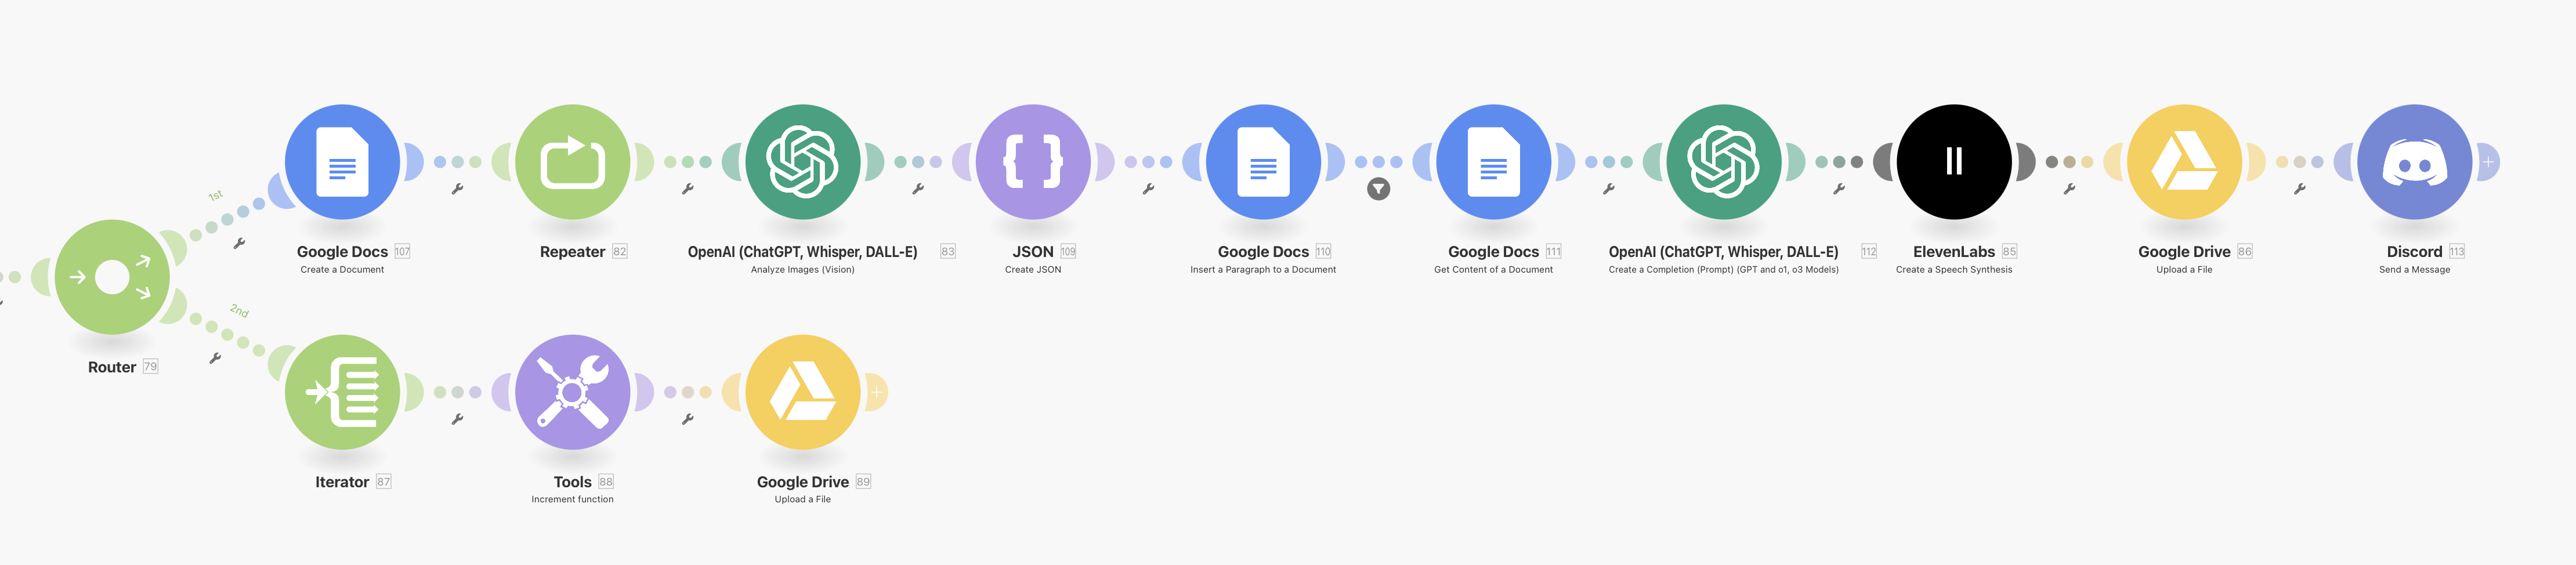 1st
Google Docs 107
Create a Document
Repeater 82
OpenAI (ChatGPT, Whisper, DALL-E) 83
Analyze Images (Vision)
JSON 109
Create JSON
Google Docs 110
Insert a Paragraph to a Document
Google Docs 111
Get Content of a Document
OpenAI (ChatGPT, Whisper, DALL-E) 112
Create a Completion (Prompt) (GPT and o1, o3 Models)
ElevenLabs 85
Create a Speech Synthesis
Google Drive 86
Upload a File
Discord 113
Send a Message
Router 79
2nd
Iterator 87
Tools 88
Increment function
Google Drive 89
Upload a File